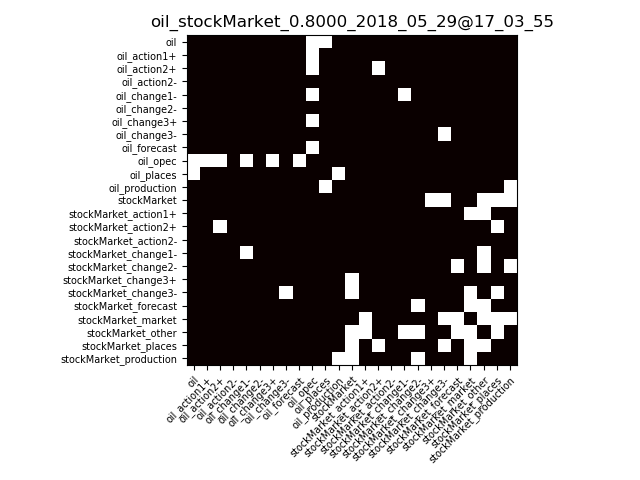 oil_stockMarket_0.8000_2018_05_29@17_03_55
oil
oil_action1+
oil_action2+
oil_action2-
oil_change1-
oil_change2-
oil_change3+
oil_change3-
oil_forecast
oil_opec
oil_places
oil_production
stockMarket
stockMarket_action1+
stockMarket_action2+
stockMarket_action2-
stockMarket_change1-
stockMarket_change2-
stockMarket_change3+
stockMarket_change3-
stockMarket_forecast
stockMarket_market
stockMarket_other
stockMarket_places
stockMarket_production
oil
oil_action1+
oil_action2+
oil_action2-
oil_change1-
oil_change2-
oil_change3+
oil_change3-
oil_forecast
oil_opec
oil_places
oil_production
stockMarket
stockMarket_action1+
stockMarket_action2+
stockMarket_action2-
stockMarket_change1-
stockMarket_change2-
stockMarket_change3+
stockMarket_change3-
stockMarket_forecast
stockMarket_market
stockMarket_other
stockMarket_places
stockMarket_production